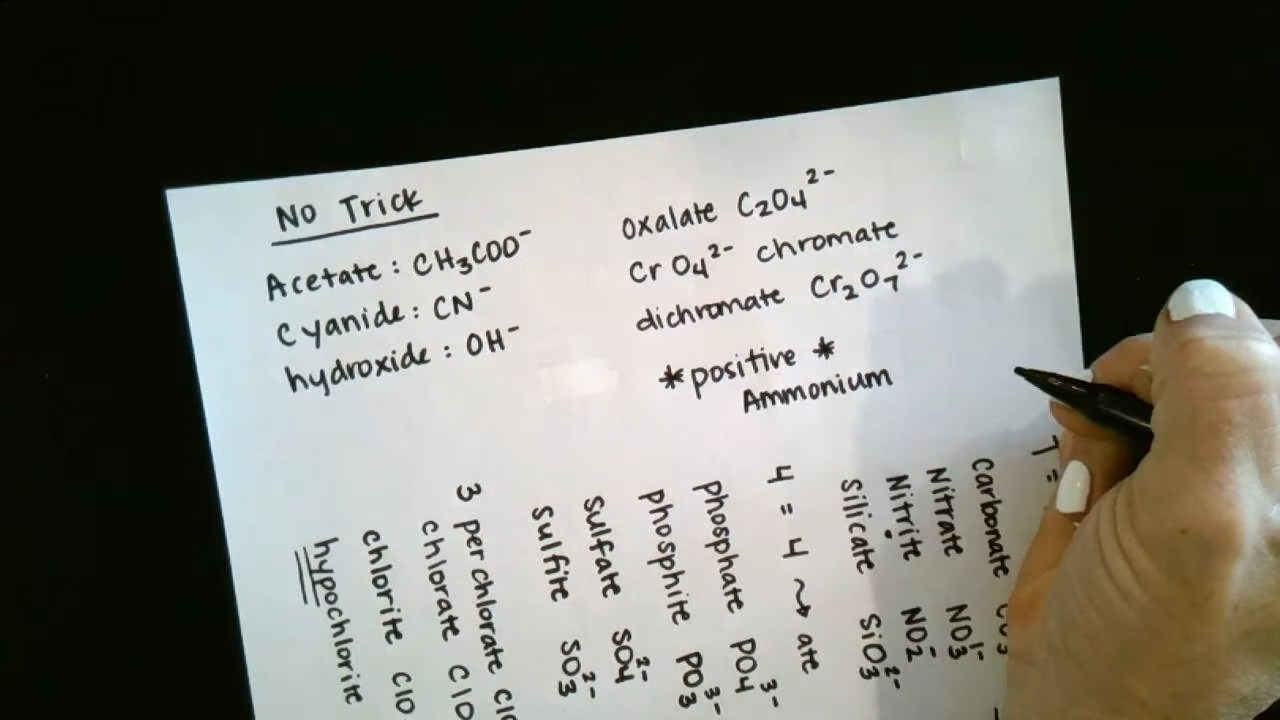 No Trick
Acetate : CH₃COO⁻
Cyanide : CN⁻
hydroxide : OH⁻
Oxalate C₂O₄²⁻
CrO₄²⁻ chromate
dichromate Cr₂O₇²⁻
*positive *
Ammonium
Carbonate
Nitrate NO₃¹⁻
Nitrite NO₂⁻
Silicate SiO₃²⁻
4 = 4 ⤳ ate
phosphate PO₄³⁻
phosphite PO₃³⁻
Sulfate SO₄²⁻
Sulfite SO₃²⁻
3 perchlorate
chlorate
chlorite
hypochlorite